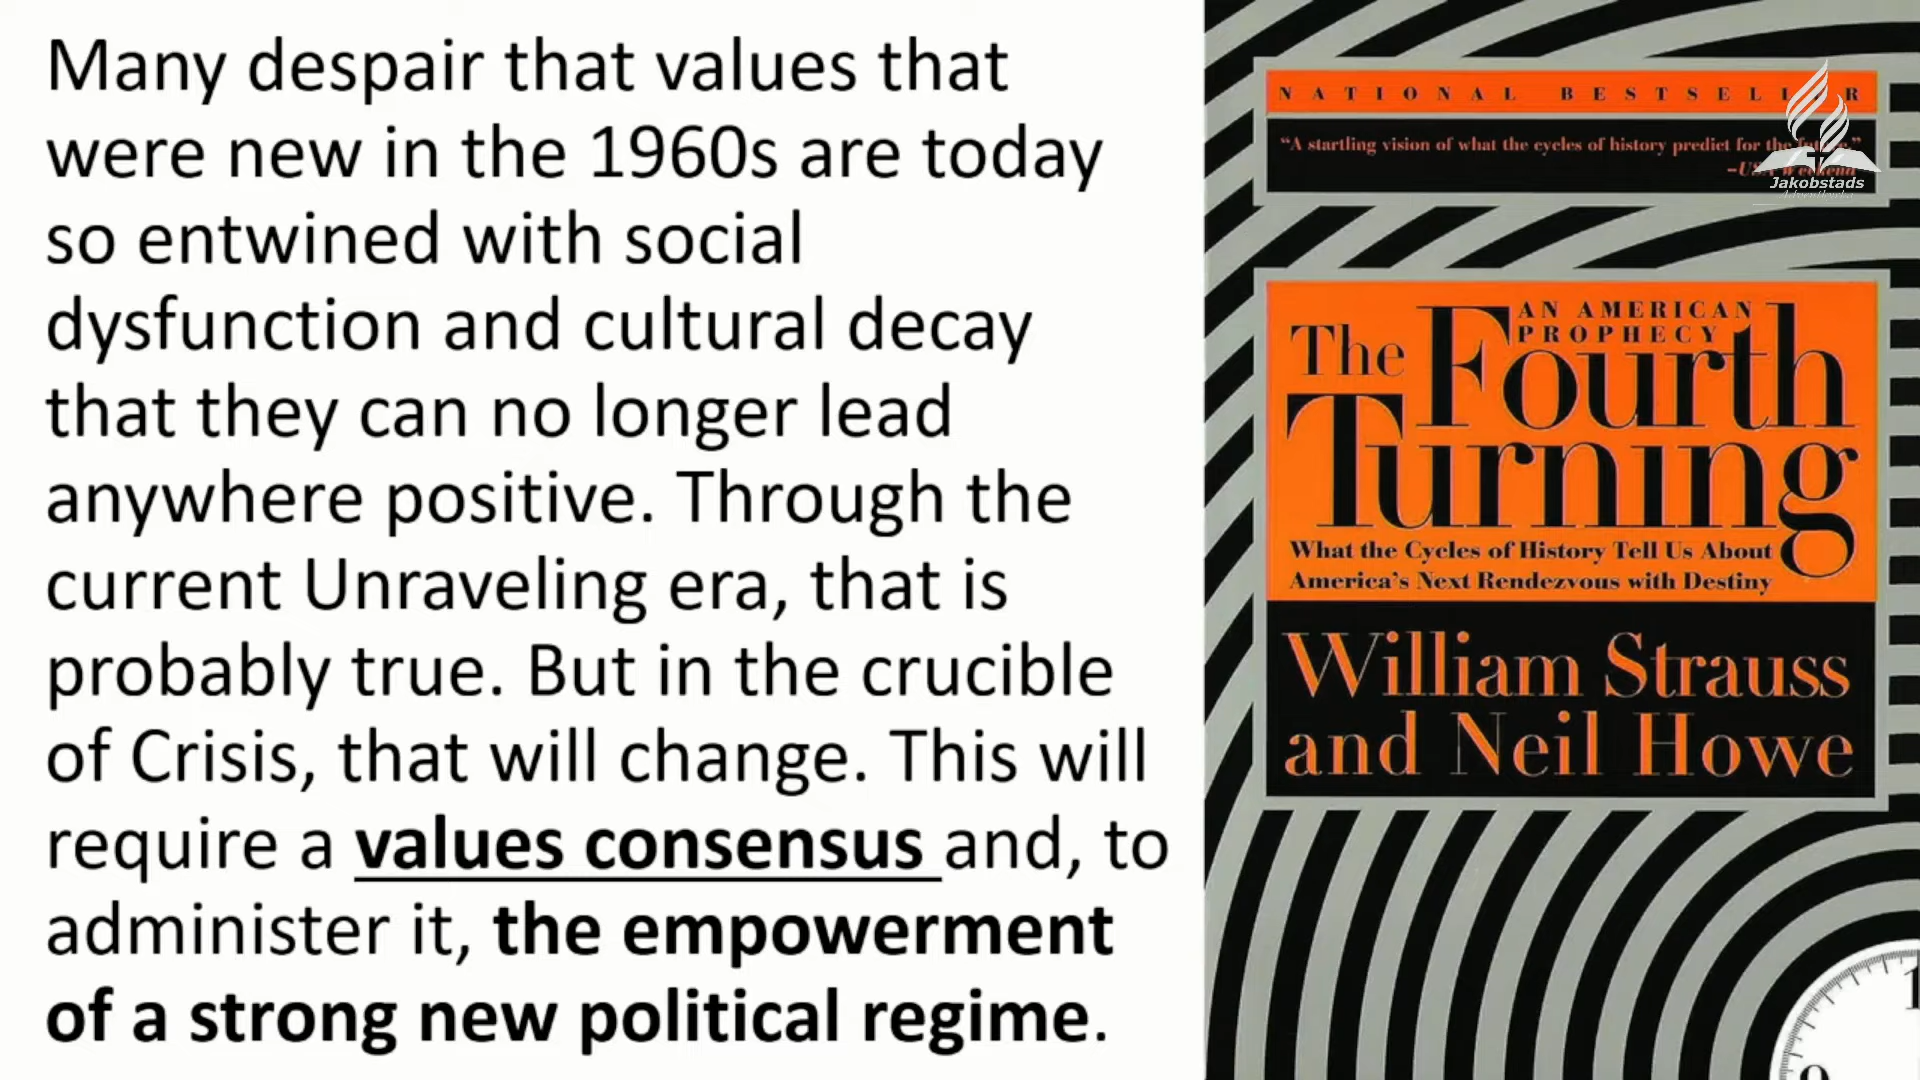 Many despair that values that
were new in the 1960s are today
so entwined with social
dysfunction and cultural decay
that they can no longer lead
anywhere positive. Through the
current Unraveling era, that is
probably true. But in the crucible
of Crisis, that will change. This will
require a values consensus and, to
administer it, the empowerment
of a strong new political regime.
NATIONAL BESTSELLER
"A startling vision of what the cycles of history predict for the future."
-USA Weekend
Jakobstads
AN AMERICAN
PROPHECY
The Fourth
Turning
What the Cycles of History Tell Us About
America's Next Rendezvous with Destiny
William Strauss
and Neil Howe